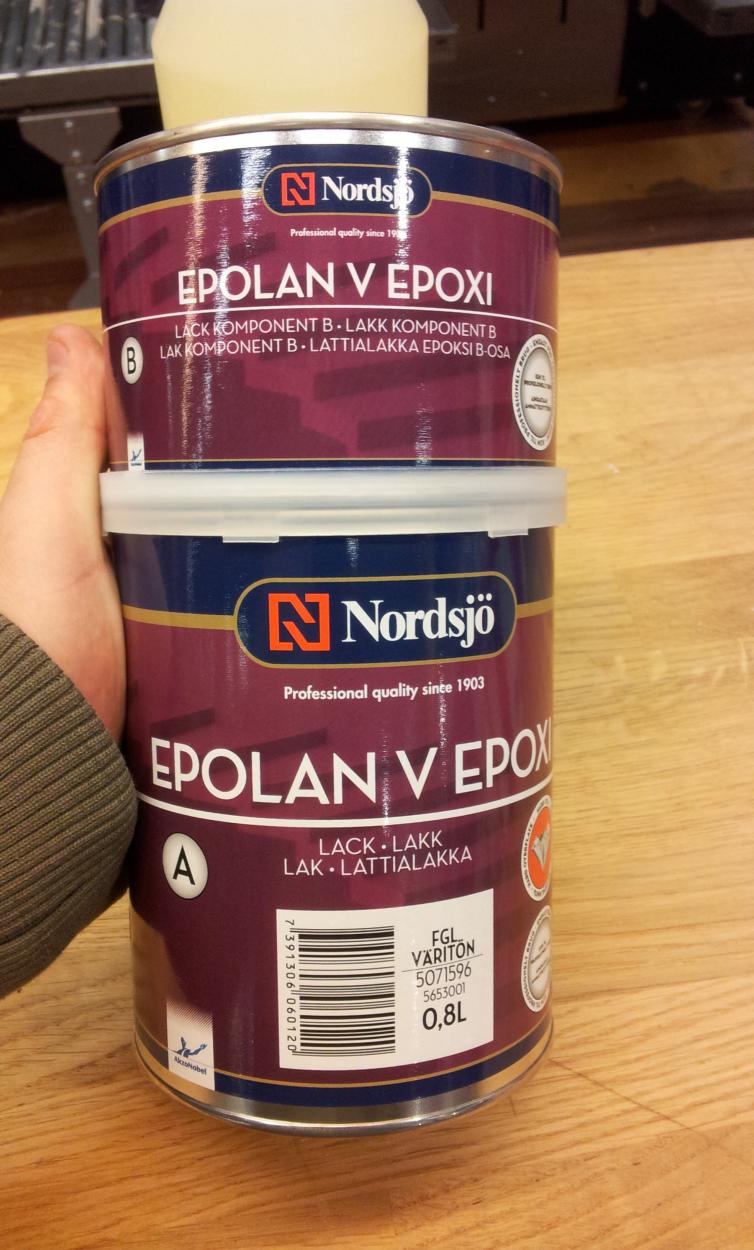 Nordsjö
Professional quality since 19
EPOLAN V EPOXI
LACK KOMPONENT B • LAKK KOMPONENT B
LAK KOMPONENT B • LATTIALAKKA EPOKSI B-OSA
B
Nordsjö
Professional quality since 1903
EPOLAN V EPOXI
LACK • LAKK
LAK • LATTIALAKKA
A
7391306060120
FGL.
VÄRITÖN
5071596
5653001
0,8L
AkzoNobel